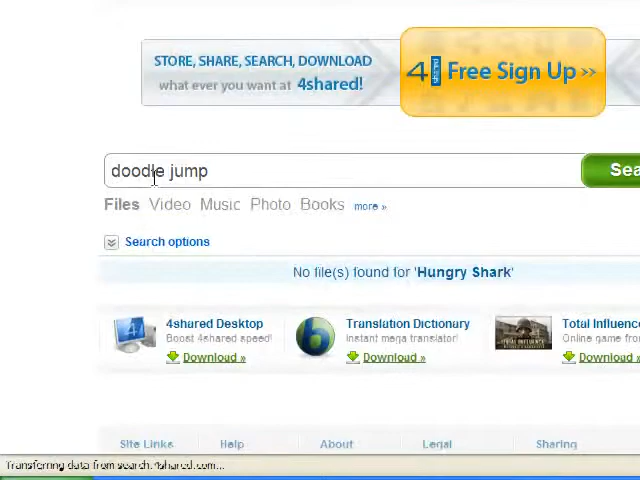 STORE, SHARE, SEARCH, DOWNLOAD
what ever you want at 4shared!
4 shared Free Sign Up >>
doodle jump
Sea
Files Video Music Photo Books more »
Search options
No file(s) found for 'Hungry Shark'
4shared Desktop
Boost 4shared speed!
Download »
Translation Dictionary
Instant mega translator!
Download »
Total Influenc
Online game from
Download »
Site Links Help About Legal Sharing
Transferring data from search.4shared.com...